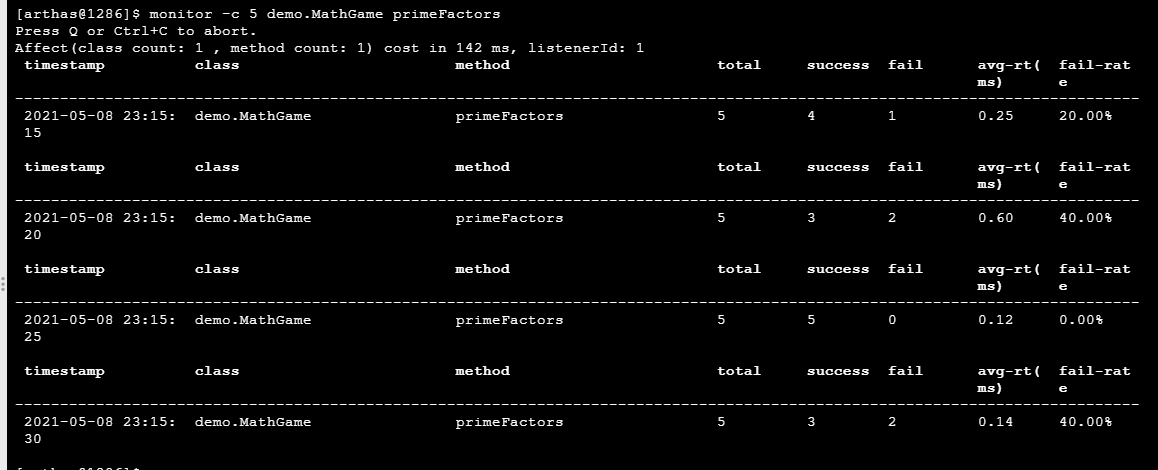 [arthas@1286]$ monitor -c 5 demo.MathGame primeFactors
Press Q or Ctrl+C to abort.
Affect(class count: 1 , method count: 1) cost in 142 ms, listenerId: 1
timestamp class method total success fail avg-rt( fail-rat
ms) e
2021-05-08 23:15: demo.MathGame primeFactors 5 4 1 0.25 20.00%
15
timestamp class method total success fail avg-rt( fail-rat
ms) e
2021-05-08 23:15: demo.MathGame primeFactors 5 3 2 0.60 40.00%
20
timestamp class method total success fail avg-rt( fail-rat
ms) e
2021-05-08 23:15: demo.MathGame primeFactors 5 5 0 0.12 0.00%
25
timestamp class method total success fail avg-rt( fail-rat
ms) e
2021-05-08 23:15: demo.MathGame primeFactors 5 3 2 0.14 40.00%
30